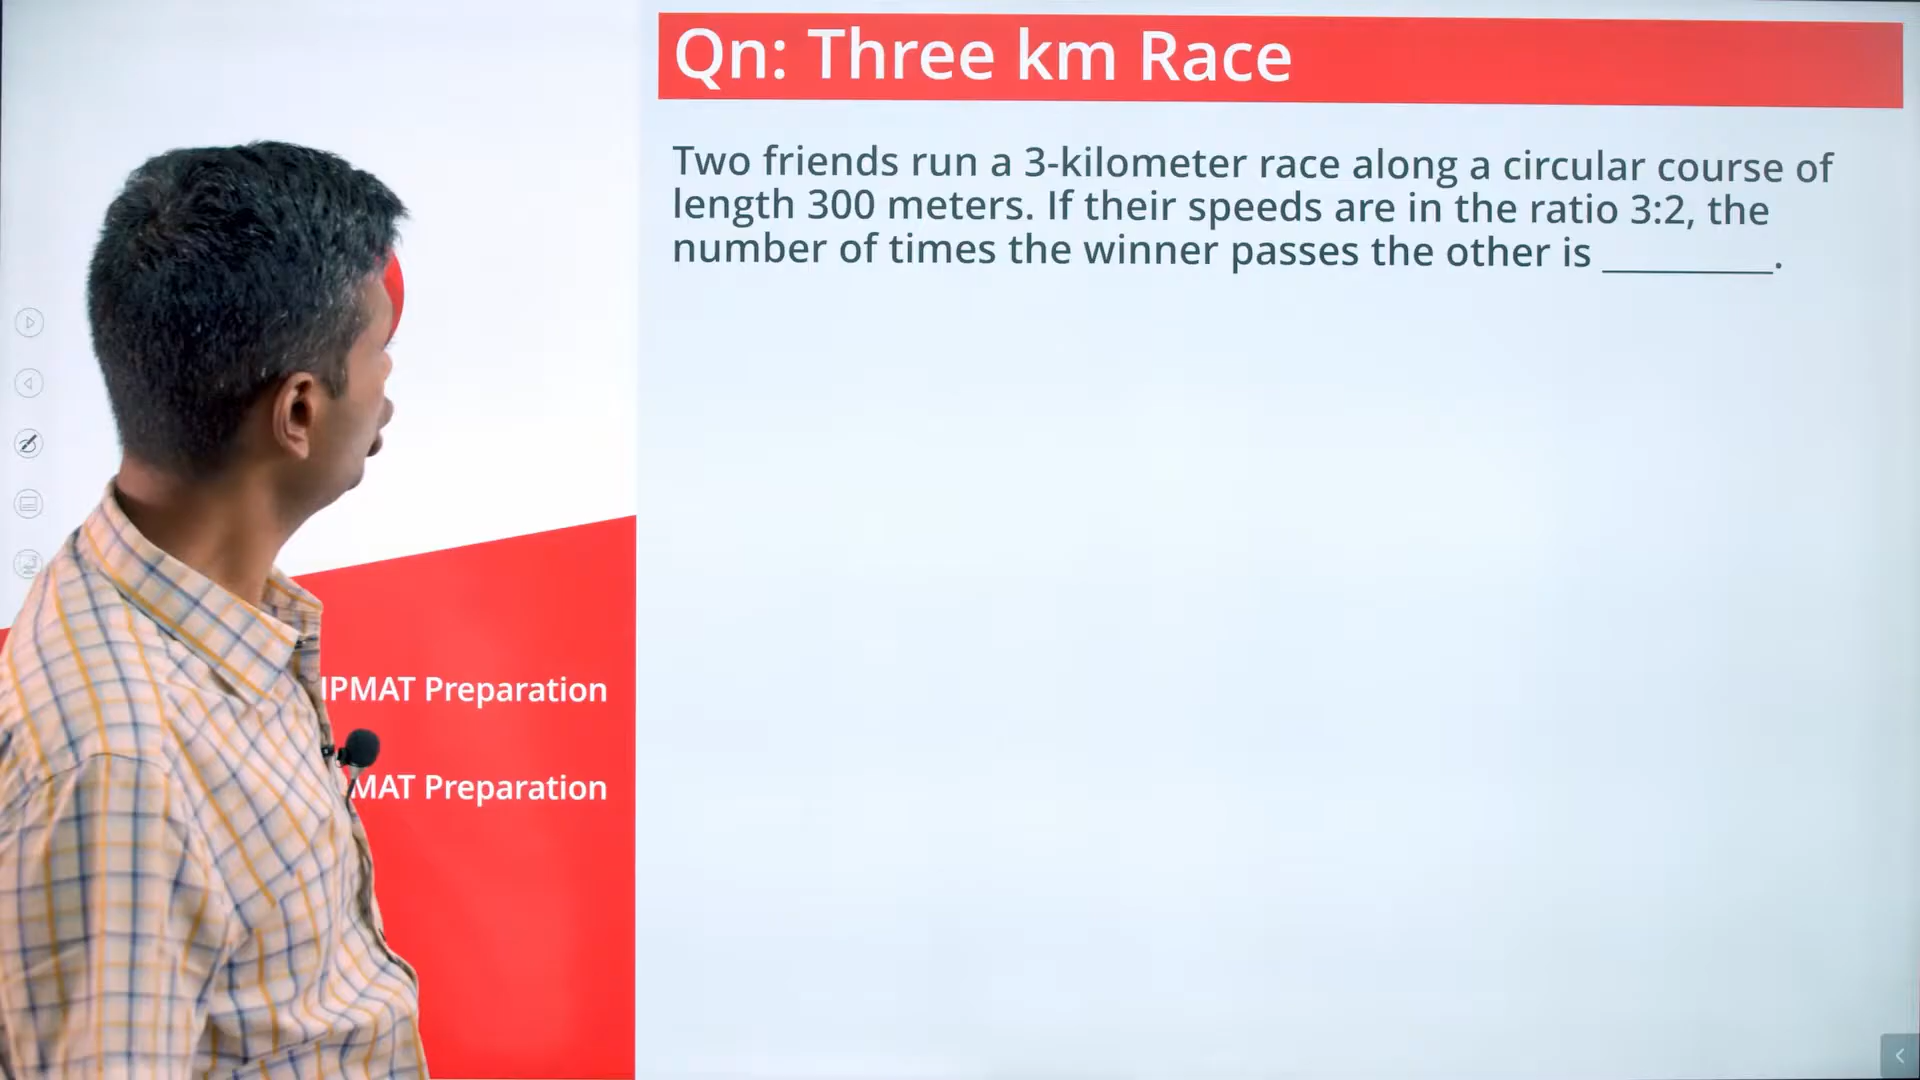 Qn: Three km Race
Two friends run a 3-kilometer race along a circular course of
length 300 meters. If their speeds are in the ratio 3:2, the
number of times the winner passes the other is _________.
IPMAT Preparation
MAT Preparation